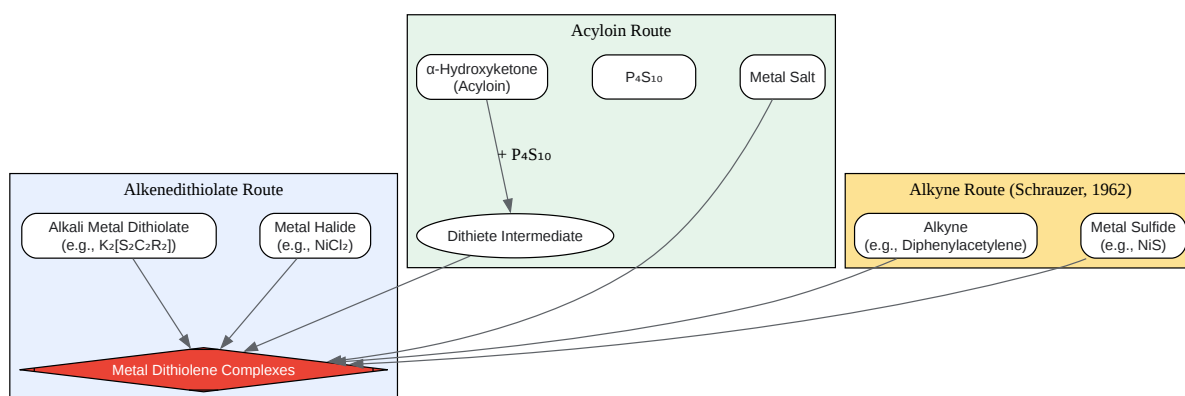 Acyloin Route
α-Hydroxyketone
(Acyloin)
P₄S₁₀
Metal Salt
+ P₄S₁₀
Dithiete Intermediate
Alkenedithiolate Route
Alkali Metal Dithiolate
(e.g., K₂[S₂C₂R₂])
Metal Halide
(e.g., NiCl₂)
Alkyne Route (Schrauzer, 1962)
Alkyne
(e.g., Diphenylacetylene)
Metal Sulfide
(e.g., NiS)
Metal Dithiolene Complexes